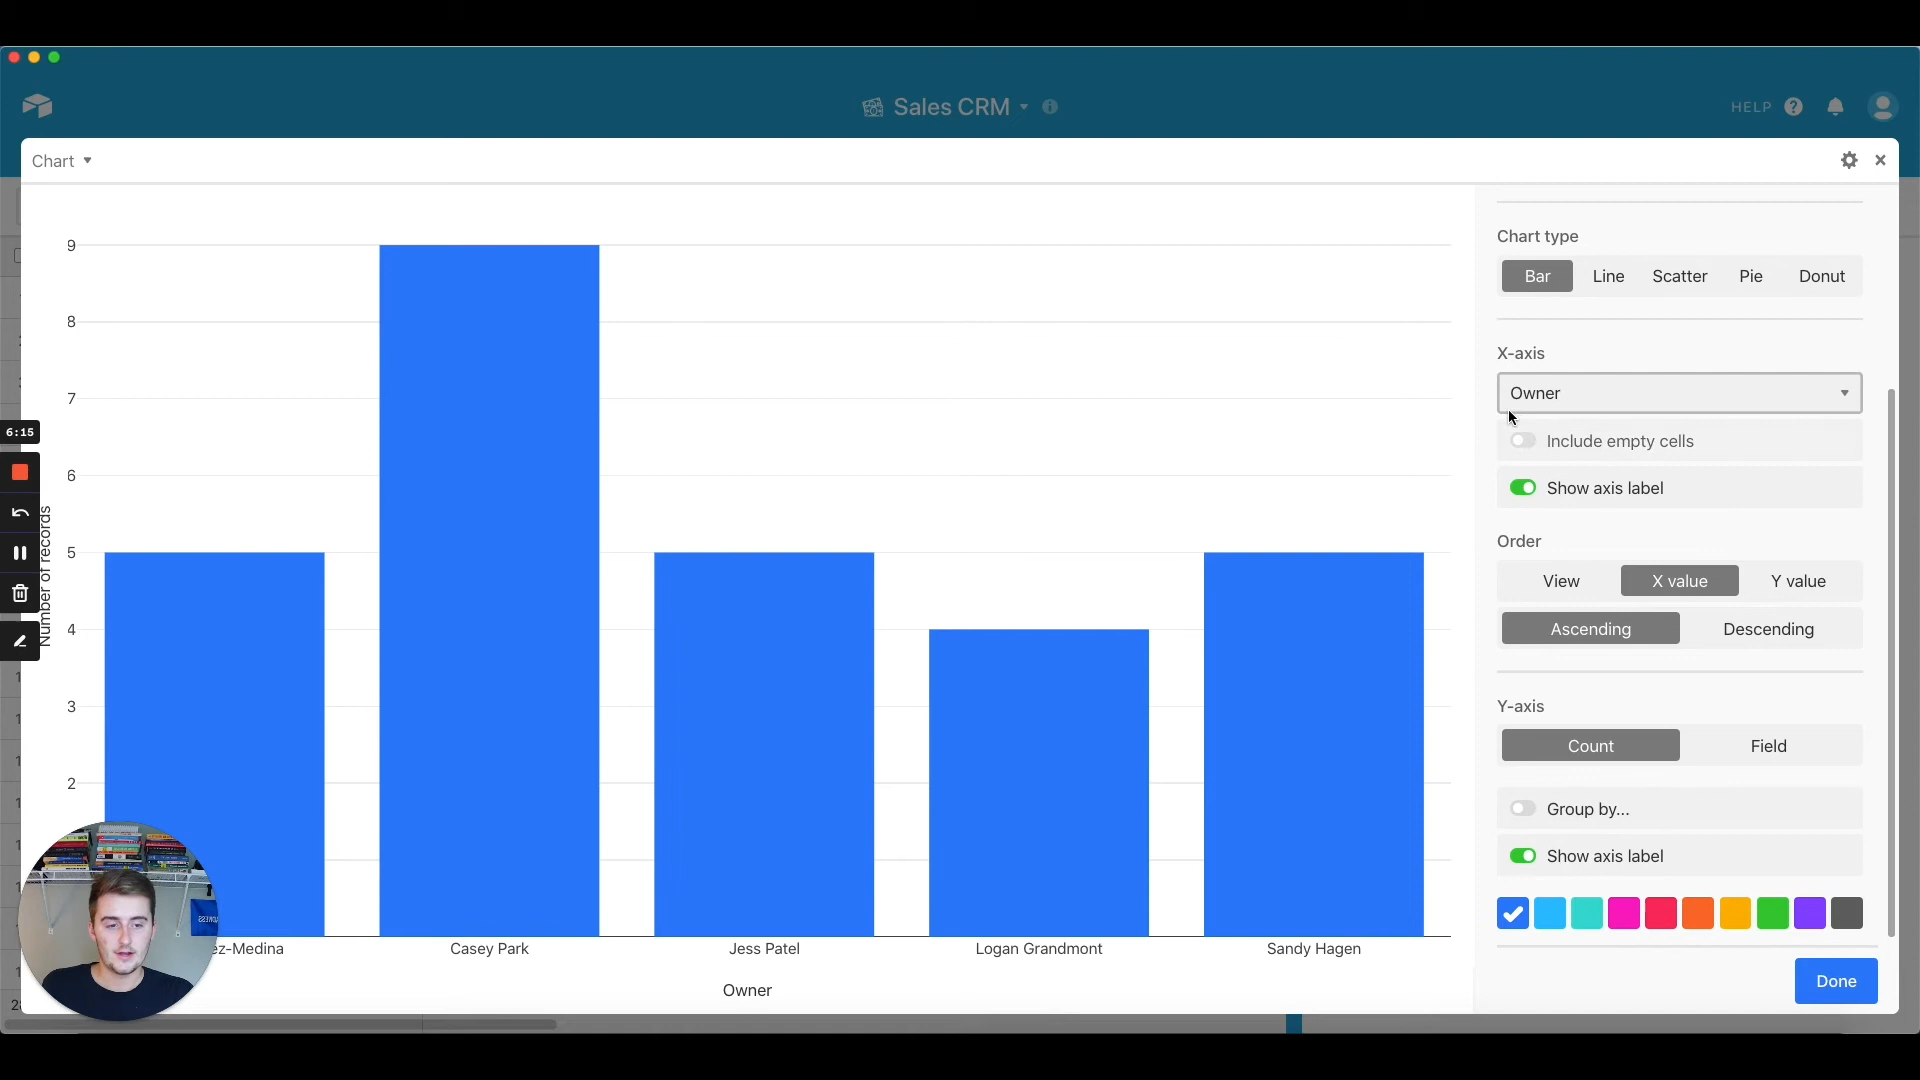 Sales CRM
HELP
Chart
9
8
7
6
5
4
3
2
Number of records
ez-Medina
Casey Park
Jess Patel
Logan Grandmont
Sandy Hagen
Owner
6:15
Chart type
Bar Line Scatter Pie Donut
X-axis
Owner
Include empty cells
Show axis label
Order
View X value Y value
Ascending Descending
Y-axis
Count Field
Group by...
Show axis label
Done